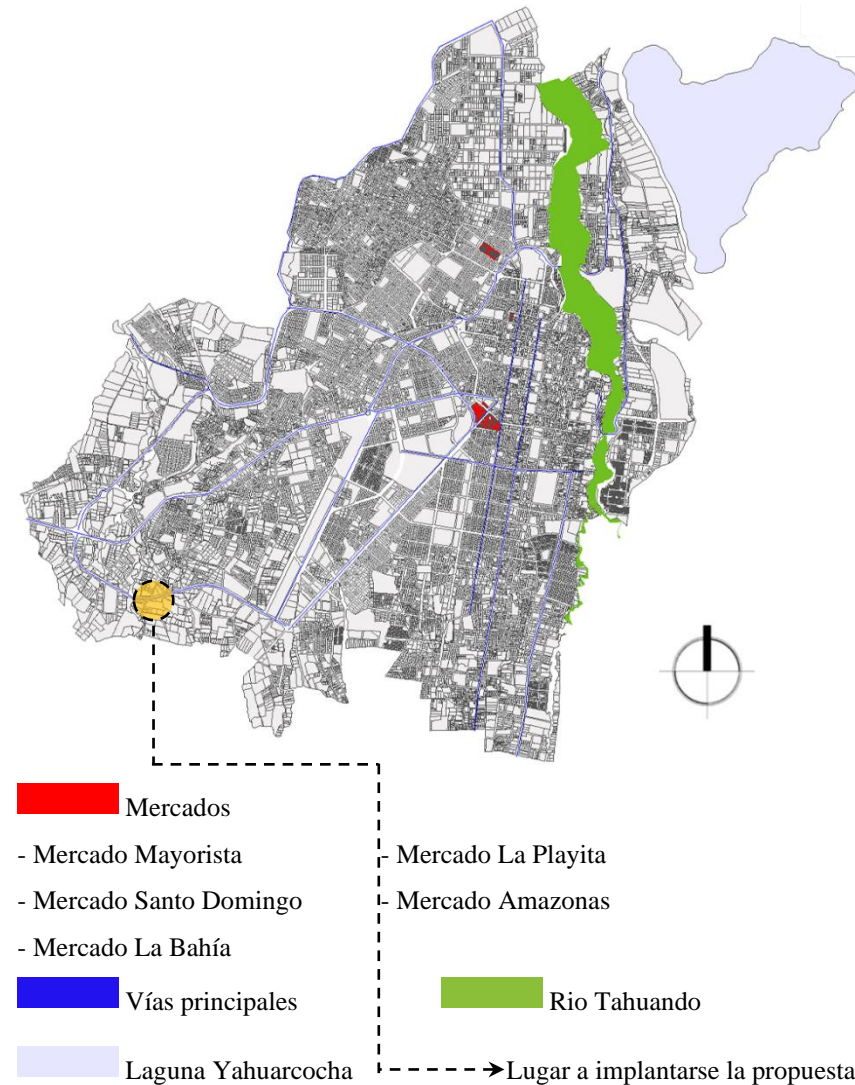 Mercados
- Mercado Mayorista
- Mercado La Playita
- Mercado Santo Domingo
- Mercado Amazonas
- Mercado La Bahía
Vías principales
Rio Tahuando
Laguna Yahuarcocha
Lugar a implantarse la propuesta